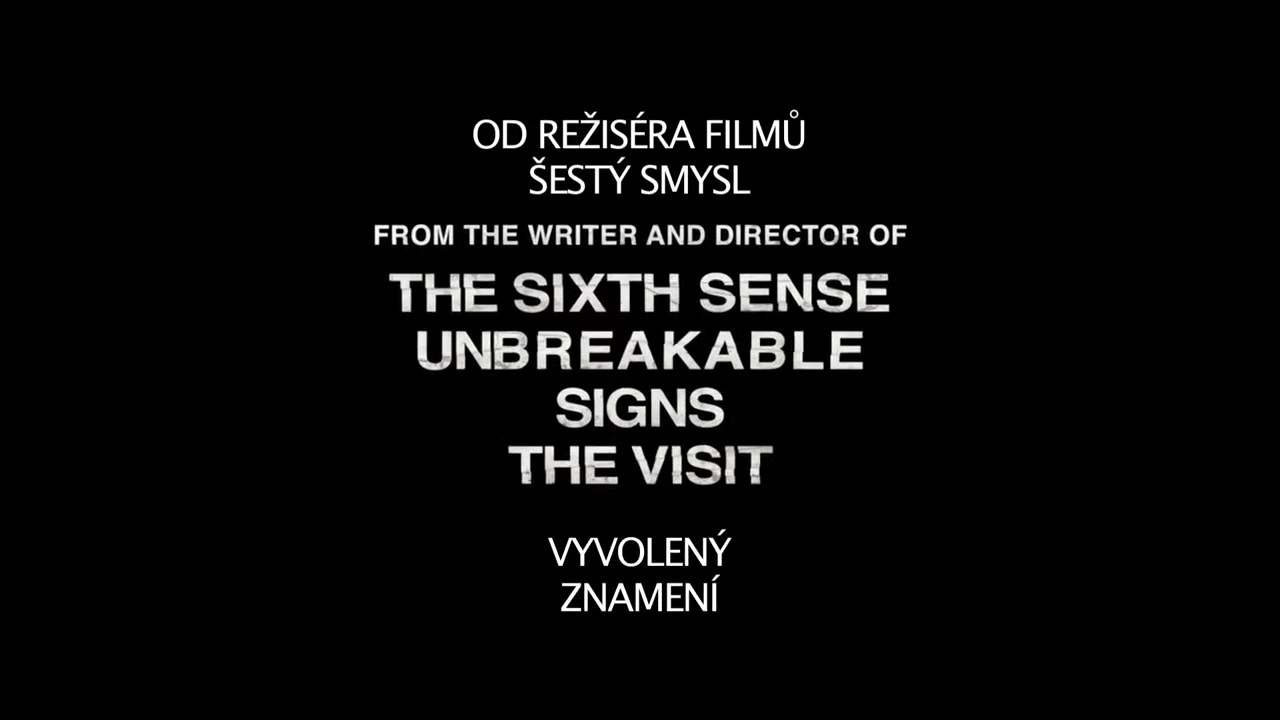 OD REŽISÉRA FILMŮ
ŠESTÝ SMYSL
FROM THE WRITER AND DIRECTOR OF
THE SIXTH SENSE
UNBREAKABLE
SIGNS
THE VISIT
VYVOLENÝ
ZNAMENÍ